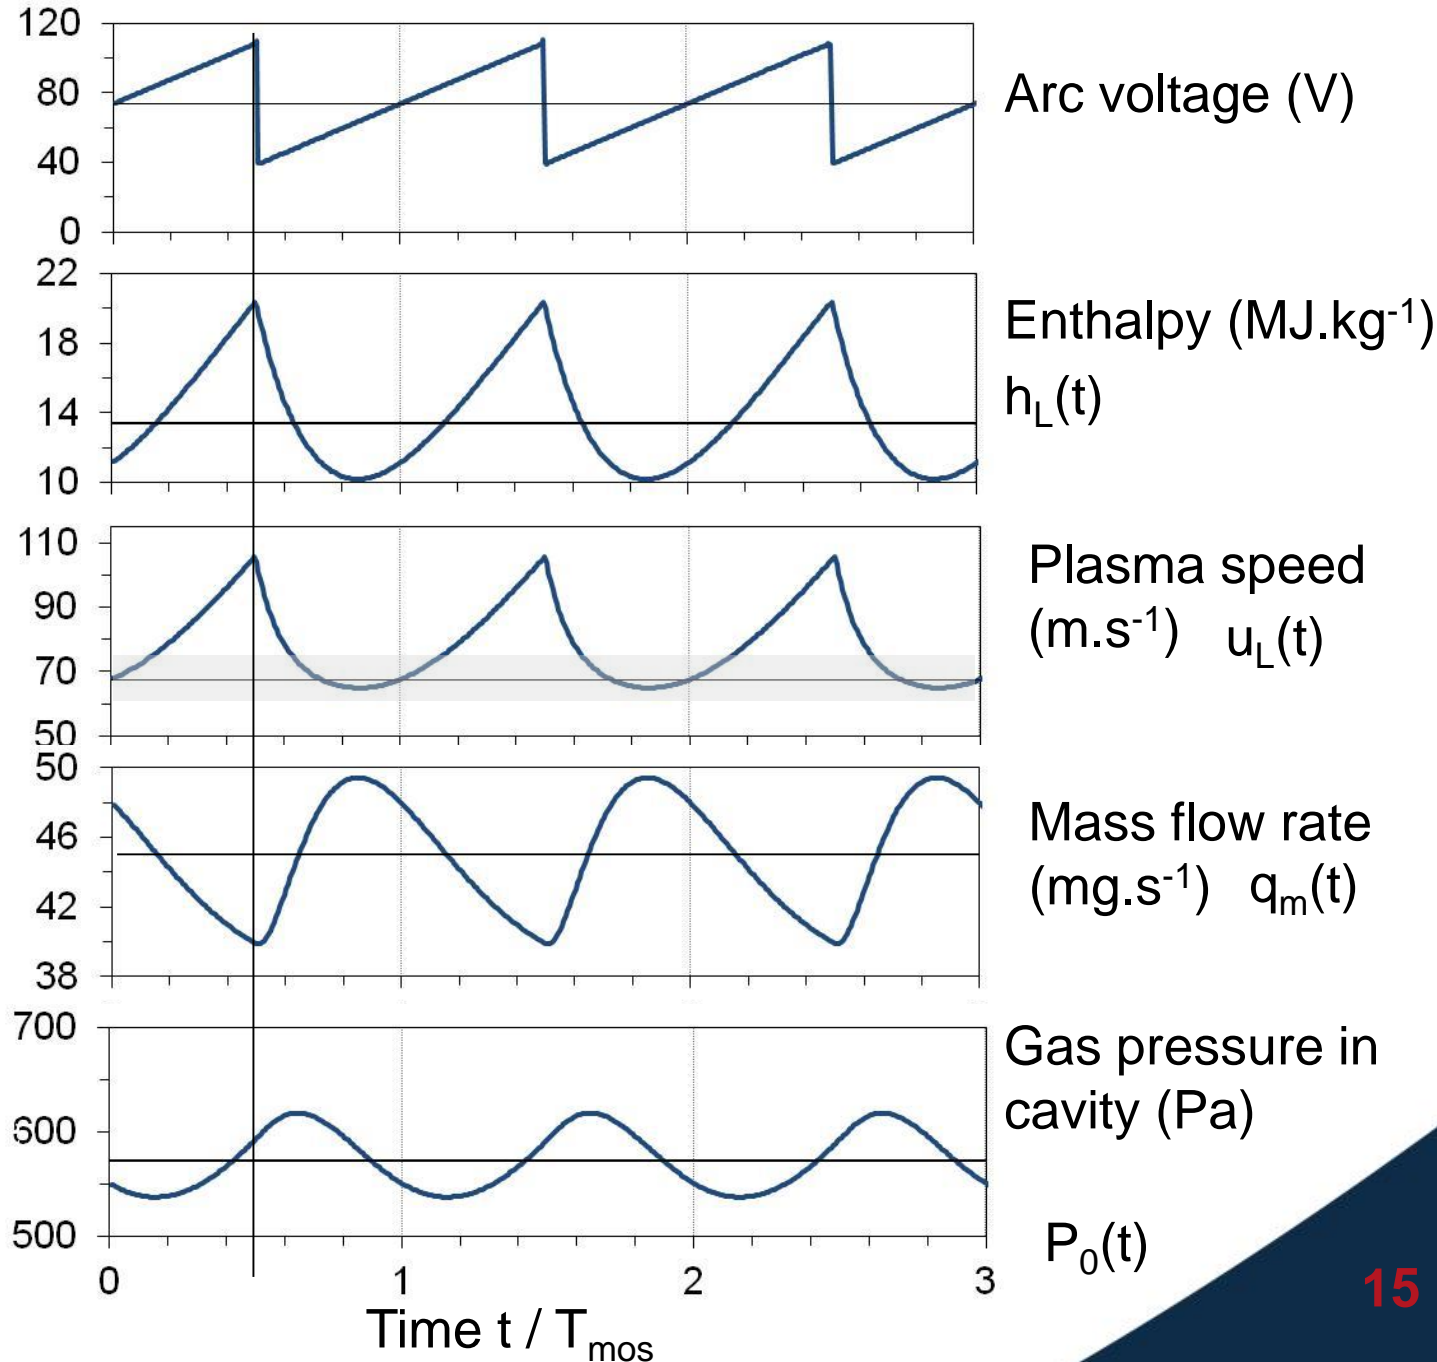 120
80
40
0
Arc voltage (V)
22
18
14
10
Enthalpy (MJ.kg-1)
hL(t)
110
90
70
50
Plasma speed
(m.s-1) uL(t)
50
46
42
38
Mass flow rate
(mg.s-1) qm(t)
700
600
500
Gas pressure in
cavity (Pa)
P0(t)
0 1 2 3
Time t / Tmos
15